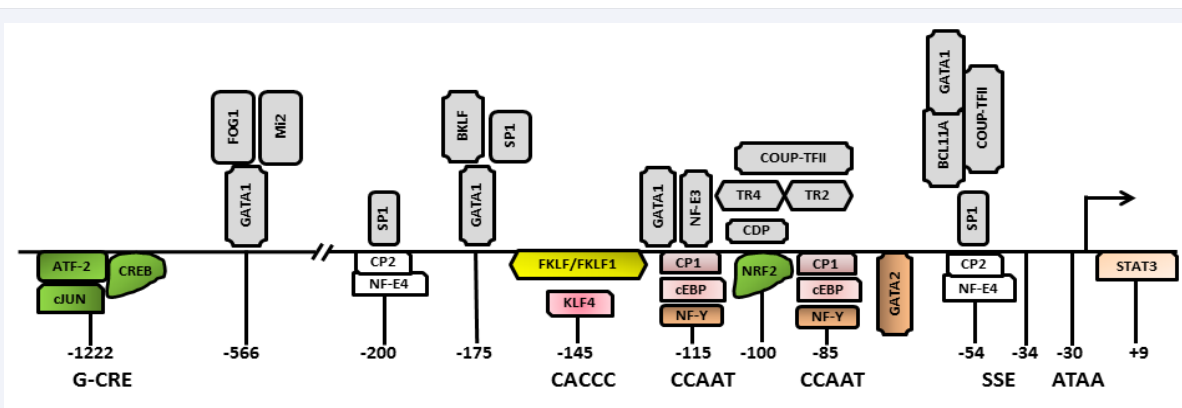 GATA1
BCL11A
COUP-TFII
FOG1
Mi2
BKLF
SP1
COUP-TFII
GATA1
GATA1
GATA1
NF-E3
TR4
TR2
SP1
SP1
CDP
ATF-2
CREB
cJUN
CP2
NF-E4
FKLF/FKLF1
KLF4
CP1
cEBP
NF-Y
NRF2
CP1
cEBP
NF-Y
GATA2
CP2
NF-E4
STAT3
-1222
-566
-200
-175
-145
-115
-100
-85
-54
-34
-30
+9
G-CRE
CACCC
CCAAT
CCAAT
SSE
ATAA